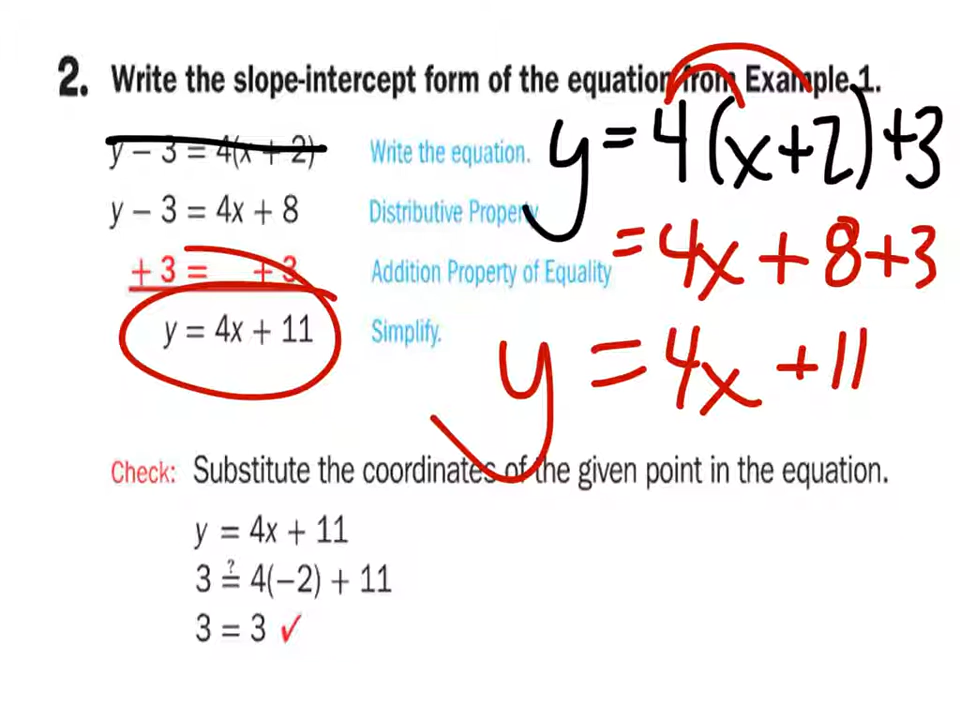 2. Write the slope-intercept form of the equation from Example 1.
y − 3 = 4(x + 2) Write the equation. y = 4(x+2)+3
y − 3 = 4x + 8 Distributive Property
+ 3 = + 3 Addition Property of Equality = 4x + 8+3
y = 4x + 11 Simplify. y = 4x +11
Check: Substitute the coordinates of the given point in the equation.
y = 4x + 11
3 ≟ 4(−2) + 11
3 = 3 ✓